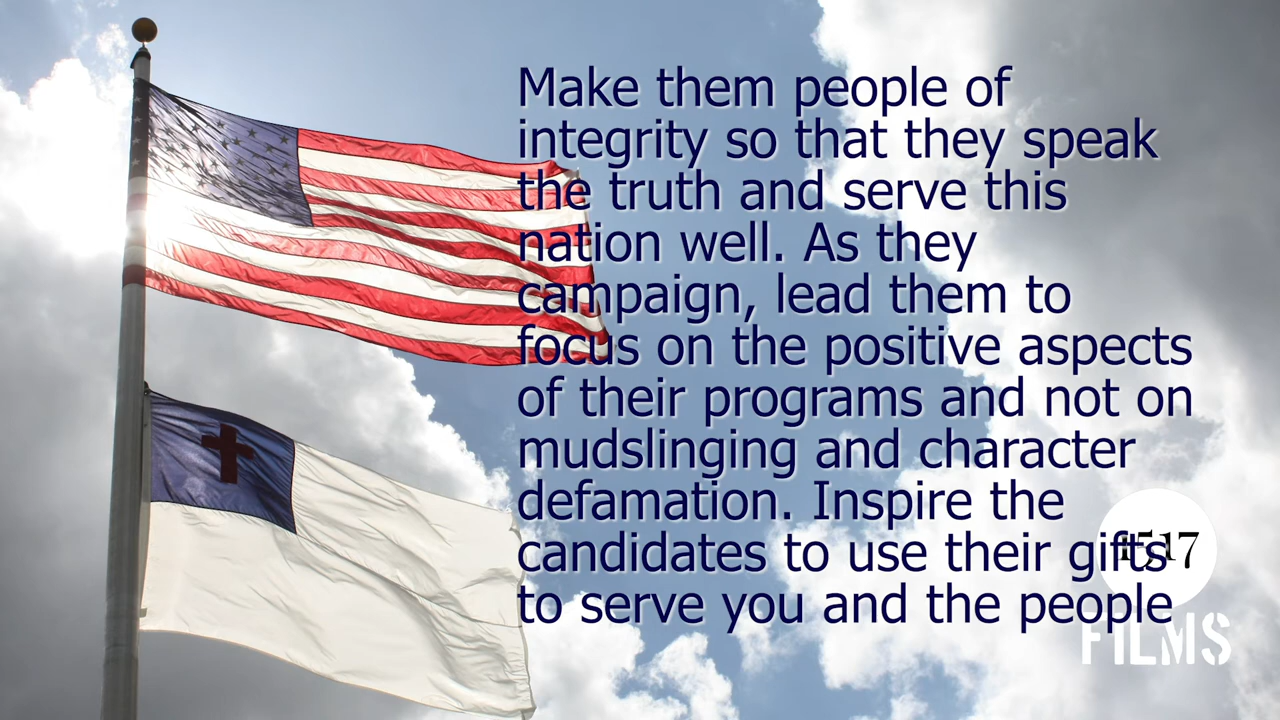 Make them people of
integrity so that they speak
the truth and serve this
nation well. As they
campaign, lead them to
focus on the positive aspects
of their programs and not on
mudslinging and character
defamation. Inspire the
candidates to use their gifts
to serve you and the people
1517
FILMS